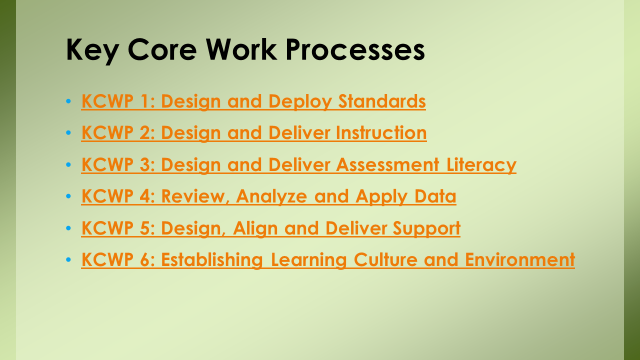 Key Core Work Processes
• KCWP 1: Design and Deploy Standards
• KCWP 2: Design and Deliver Instruction
• KCWP 3: Design and Deliver Assessment Literacy
• KCWP 4: Review, Analyze and Apply Data
• KCWP 5: Design, Align and Deliver Support
• KCWP 6: Establishing Learning Culture and Environment